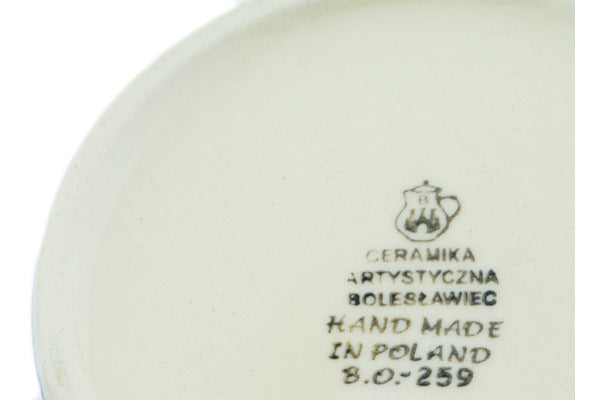 B
CERAMIKA
ARTYSTYCZNA
BOLESŁAWIEC
HAND MADE
IN POLAND
B.O.-259